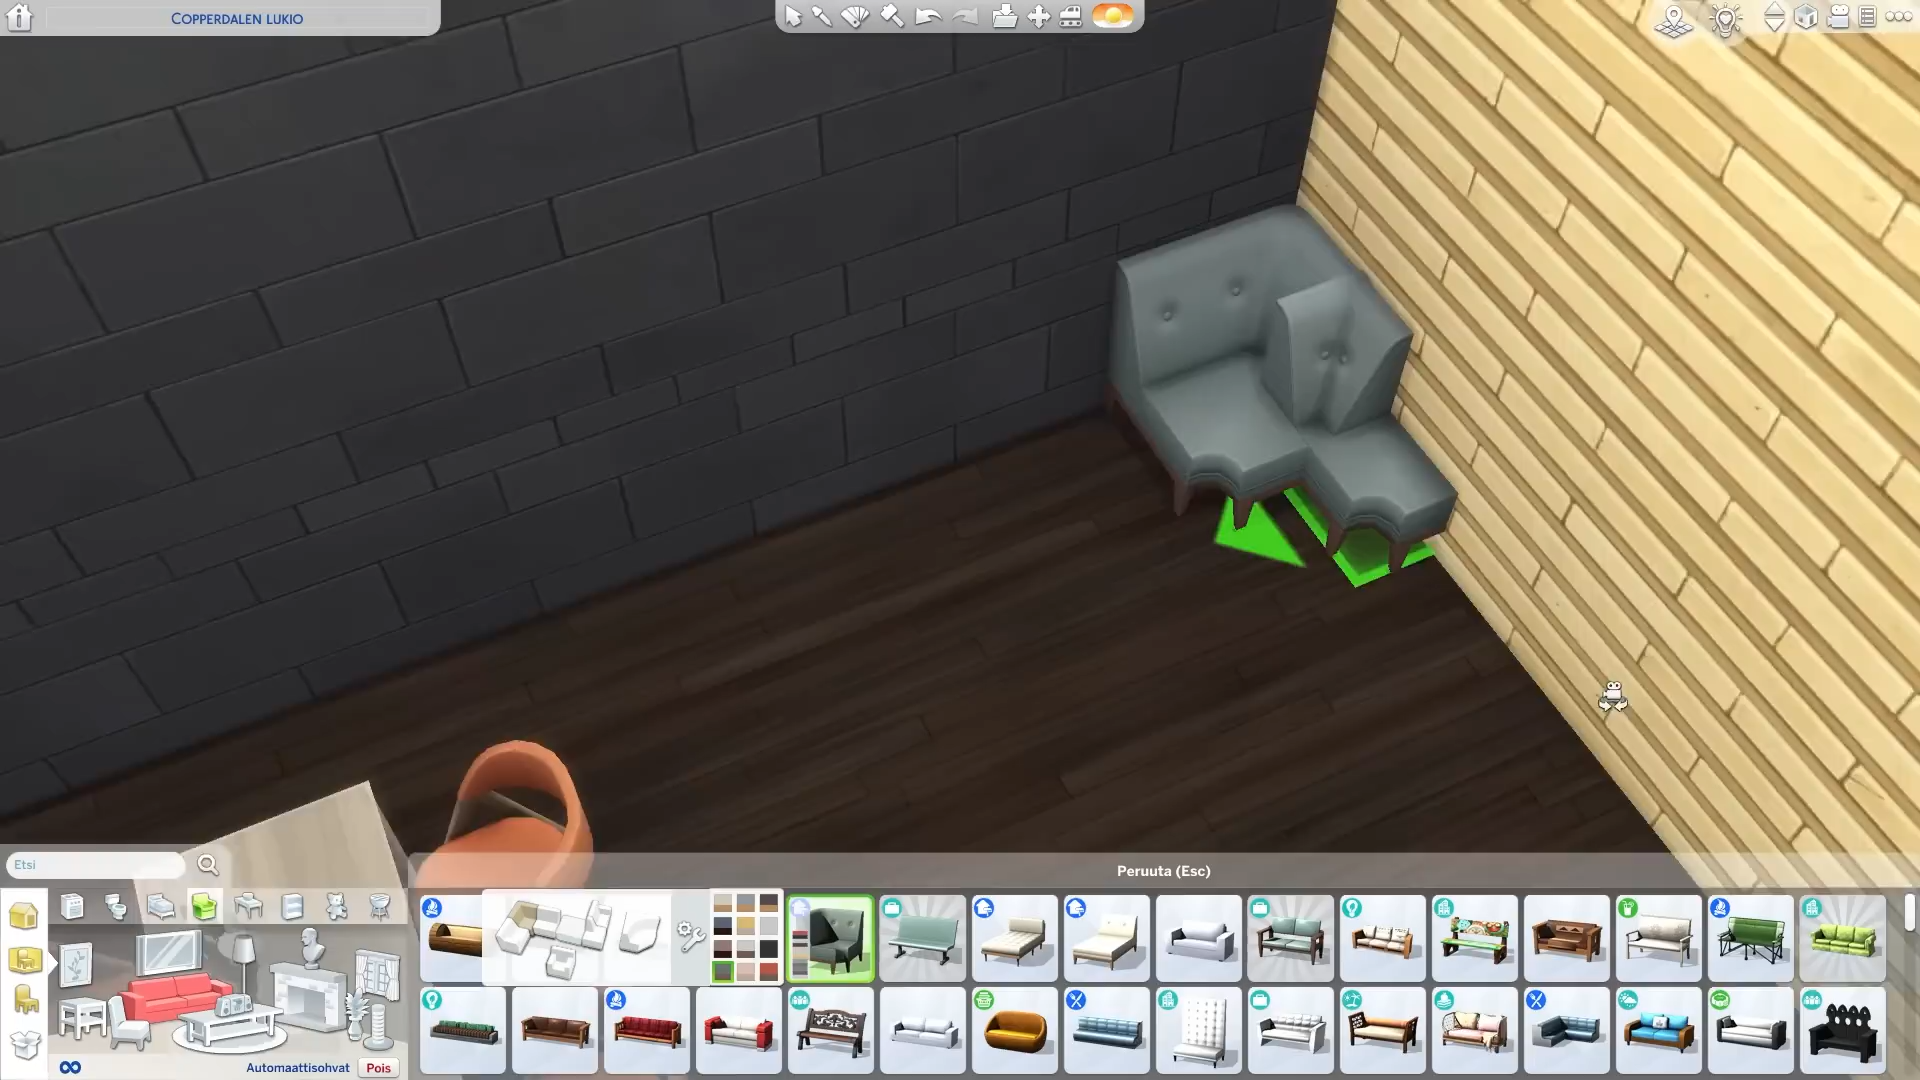 Copperdalen lukio
Etsi
Peruuta (Esc)
Automaattisohvat
Pois